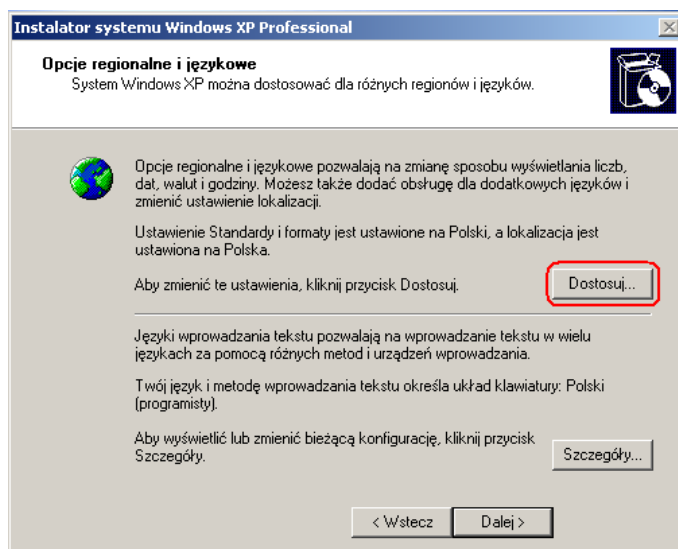 Instalator systemu Windows XP Professional
Opcje regionalne i językowe
System Windows XP można dostosować dla różnych regionów i języków.
Opcje regionalne i językowe pozwalają na zmianę sposobu wyświetlania liczb,
dat, walut i godziny. Możesz także dodać obsługę dla dodatkowych języków i
zmienić ustawienie lokalizacji.
Ustawienie Standardy i formaty jest ustawione na Polski, a lokalizacja jest
ustawiona na Polska.
Aby zmienić te ustawienia, kliknij przycisk Dostosuj.
Dostosuj...
Języki wprowadzania tekstu pozwalają na wprowadzanie tekstu w wielu
językach za pomocą różnych metod i urządzeń wprowadzania.
Twój język i metodę wprowadzania tekstu określa układ klawiatury: Polski
(programisty).
Aby wyświetlić lub zmienić bieżącą konfigurację, kliknij przycisk
Szczegóły.
Szczegóły...
< Wstecz
Dalej >